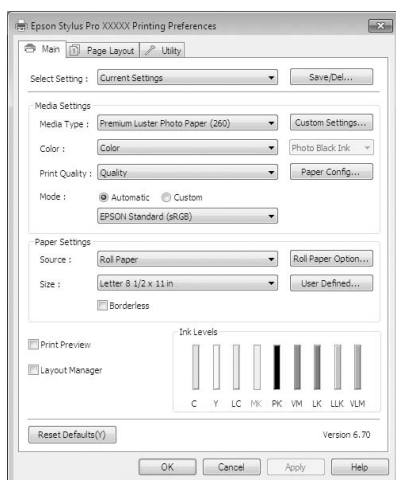 Epson Stylus Pro XXXXX Printing Preferences
Main Page Layout Utility
Select Setting : Current Settings Save/Del...
Media Settings
Media Type : Premium Luster Photo Paper (260) Custom Settings...
Color : Color Photo Black Ink
Print Quality : Quality Paper Config...
Mode : Automatic Custom
EPSON Standard (sRGB)
Paper Settings
Source : Roll Paper Roll Paper Option...
Size : Letter 8 1/2 x 11 in User Defined...
Borderless
Print Preview
Layout Manager
Ink Levels
C Y LC MK PK VM LK LLK VLM
Reset Defaults(Y) Version 6.70
OK Cancel Apply Help